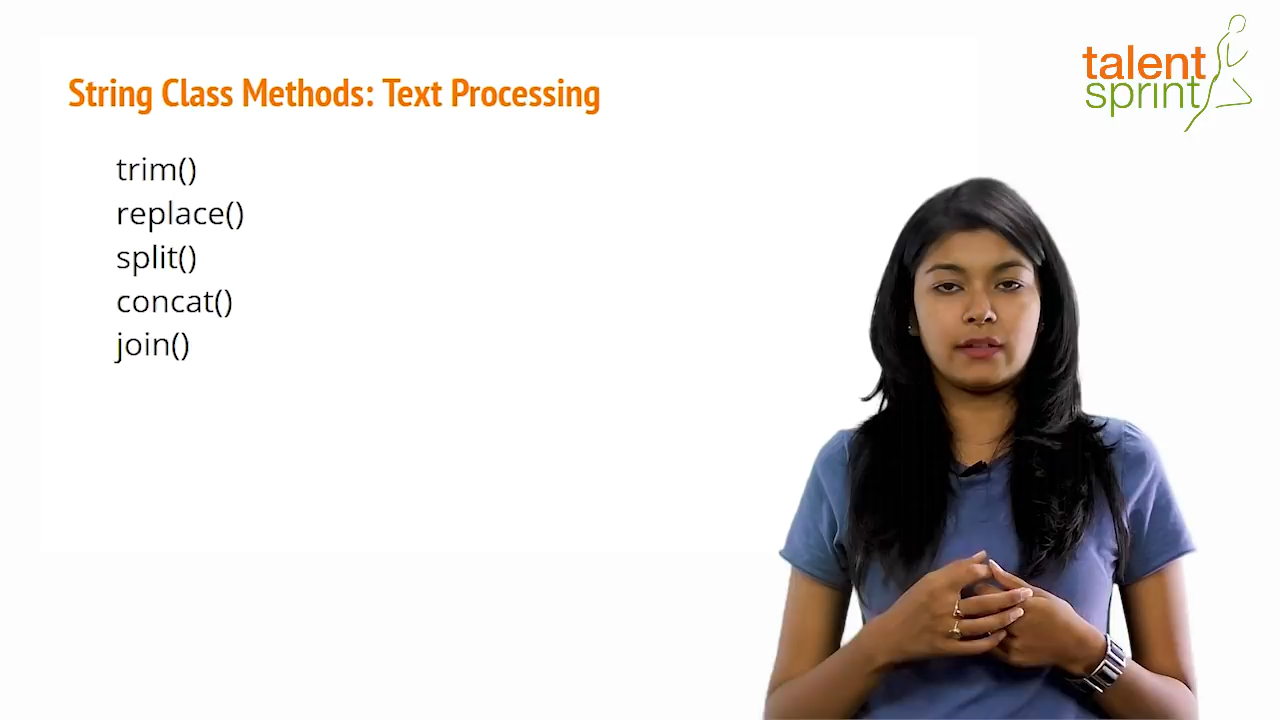 String Class Methods: Text Processing
talent
sprint
trim()
replace()
split()
concat()
join()